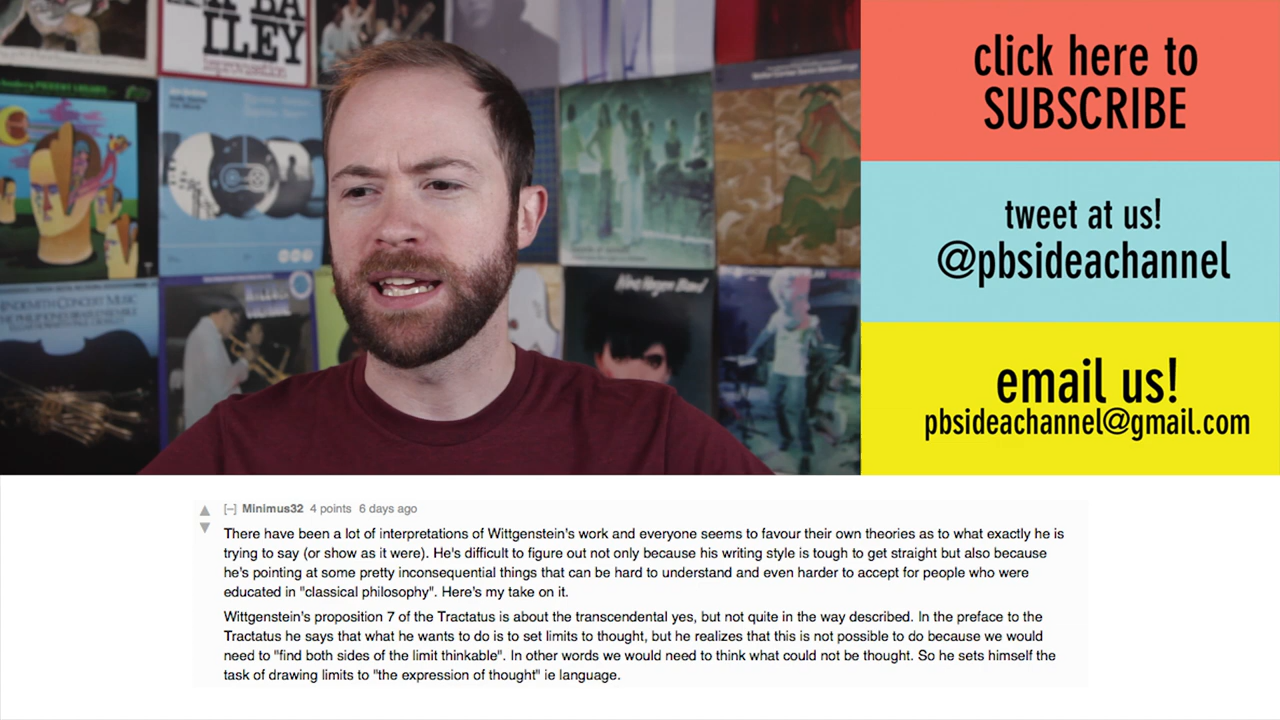 ILEY
click here to
SUBSCRIBE
tweet at us!
@pbsideachannel
email us!
pbsideachannel@gmail.com
HINDEMITH CONCERT MUSIC
Nina Hagen Band
[–] Minimus32 4 points 6 days ago
There have been a lot of interpretations of Wittgenstein's work and everyone seems to favour their own theories as to what exactly he is
trying to say (or show as it were). He's difficult to figure out not only because his writing style is tough to get straight but also because
he's pointing at some pretty inconsequential things that can be hard to understand and even harder to accept for people who were
educated in "classical philosophy". Here's my take on it.
Wittgenstein's proposition 7 of the Tractatus is about the transcendental yes, but not quite in the way described. In the preface to the
Tractatus he says that what he wants to do is to set limits to thought, but he realizes that this is not possible to do because we would
need to "find both sides of the limit thinkable". In other words we would need to think what could not be thought. So he sets himself the
task of drawing limits to "the expression of thought" ie language.